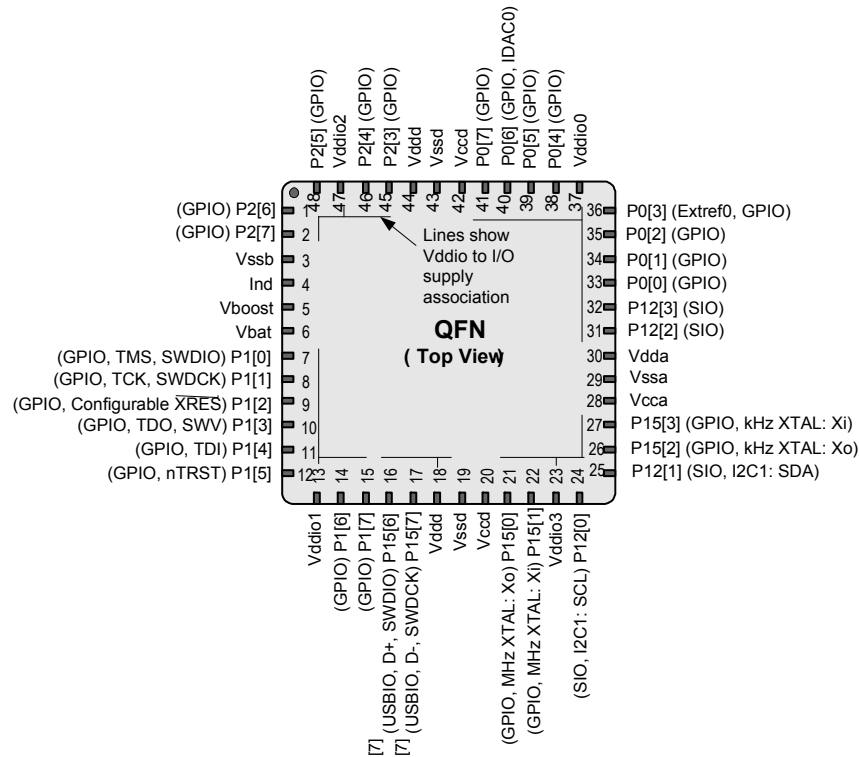 P2[5] (GPIO)
Vddio2
P2[4] (GPIO)
P2[3] (GPIO)
Vddd
Vssd
Vccd
P0[7] (GPIO)
P0[6] (GPIO, IDAC0)
P0[5] (GPIO)
P0[4] (GPIO)
Vddio0
48
47
46
45
44
43
42
41
40
39
38
37
(GPIO) P2[6] 1
(GPIO) P2[7] 2
Vssb 3
Ind 4
Vboost 5
Vbat 6
(GPIO, TMS, SWDIO) P1[0] 7
(GPIO, TCK, SWDCK) P1[1] 8
(GPIO, Configurable XRES) P1[2] 9
(GPIO, TDO, SWV) P1[3] 10
(GPIO, TDI) P1[4] 11
(GPIO, nTRST) P1[5] 12
Lines show
Vddio to I/O
supply
association
QFN
( Top View)
36 P0[3] (Extref0, GPIO)
35 P0[2] (GPIO)
34 P0[1] (GPIO)
33 P0[0] (GPIO)
32 P12[3] (SIO)
31 P12[2] (SIO)
30 Vdda
29 Vssa
28 Vcca
27 P15[3] (GPIO, kHz XTAL: Xi)
26 P15[2] (GPIO, kHz XTAL: Xo)
25 P12[1] (SIO, I2C1: SDA)
13
14
15
16
17
18
19
20
21
22
23
24
Vddio1
(GPIO) P1[6]
(GPIO) P1[7]
[7] (USBIO, D+, SWDIO) P15[6]
[7] (USBIO, D-, SWDCK) P15[7]
Vddd
Vssd
Vccd
(GPIO, MHz XTAL: Xo) P15[0]
(GPIO, MHz XTAL: Xi) P15[1]
Vddio3
(SIO, I2C1: SCL) P12[0]